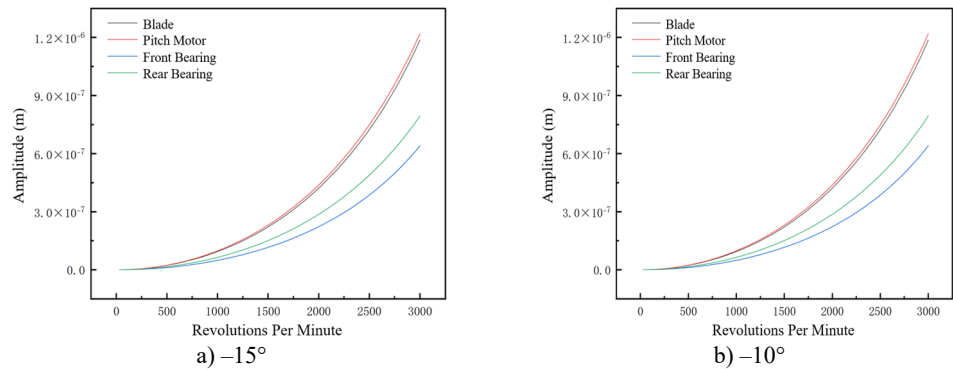 Blade
Pitch Motor
Front Bearing
Rear Bearing
1.2×10⁻⁶
9.0×10⁻⁷
6.0×10⁻⁷
3.0×10⁻⁷
0.0
Amplitude (m)
0 500 1000 1500 2000 2500 3000
Revolutions Per Minute
a) –15°
Blade
Pitch Motor
Front Bearing
Rear Bearing
1.2×10⁻⁶
9.0×10⁻⁷
6.0×10⁻⁷
3.0×10⁻⁷
0.0
Amplitude (m)
0 500 1000 1500 2000 2500 3000
Revolutions Per Minute
b) –10°